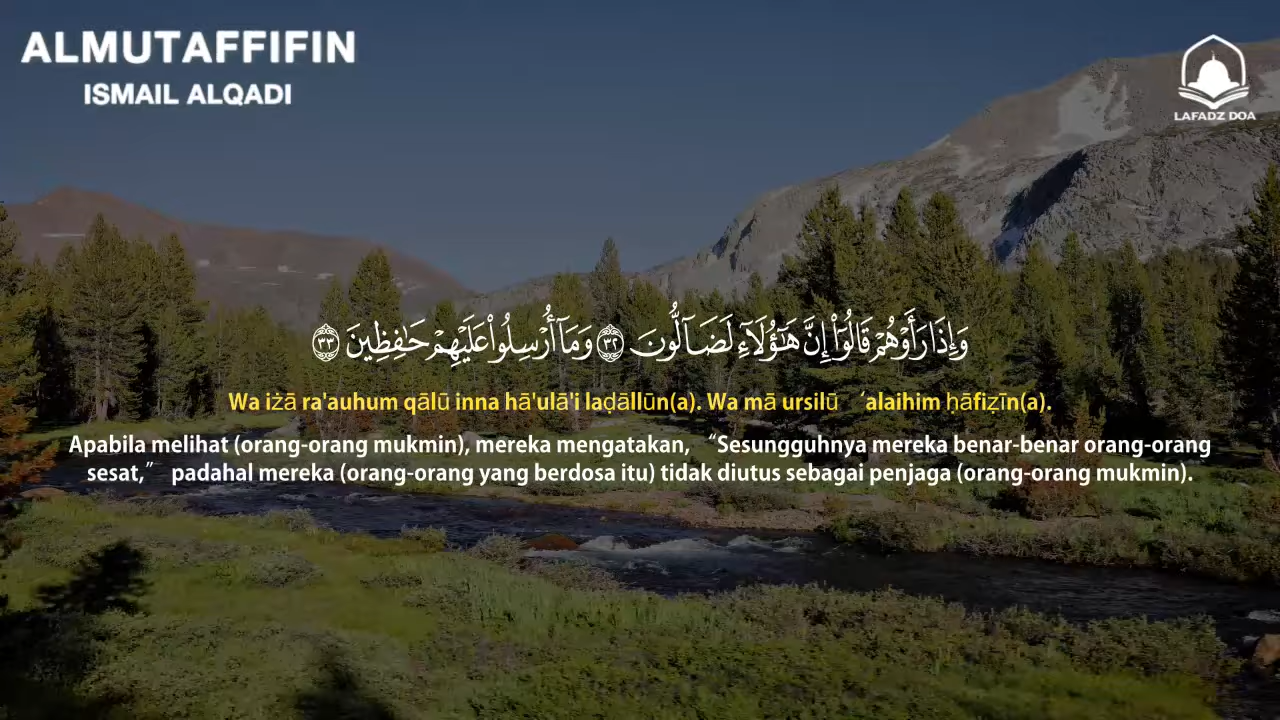 ALMUTAFFIFIN
ISMAIL ALQADI
LAFADZ DOA
وَإِذَا رَأَوْهُمْ قَالُوٓا۟ إِنَّ هَٰٓؤُلَآءِ لَضَآلُّونَ ٣٢ وَمَآ أُرْسِلُوا۟ عَلَيْهِمْ حَٰفِظِينَ ٣٣
Wa iżā ra'auhum qālū inna hā'ulā'i laḍāllūn(a). Wa mā ursilū ‘alaihim ḥāfiẓīn(a).
Apabila melihat (orang-orang mukmin), mereka mengatakan, “Sesungguhnya mereka benar-benar orang-orang
sesat,” padahal mereka (orang-orang yang berdosa itu) tidak diutus sebagai penjaga (orang-orang mukmin).